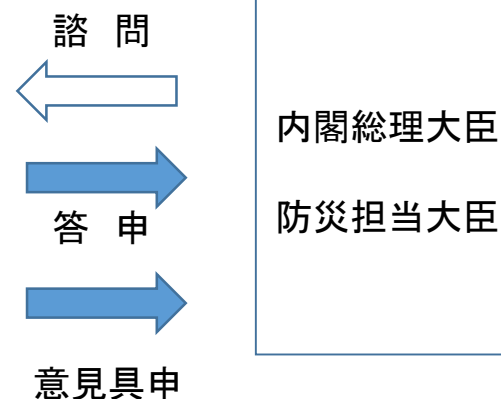 諮 問
内閣総理大臣
防災担当大臣
答 申
意見具申